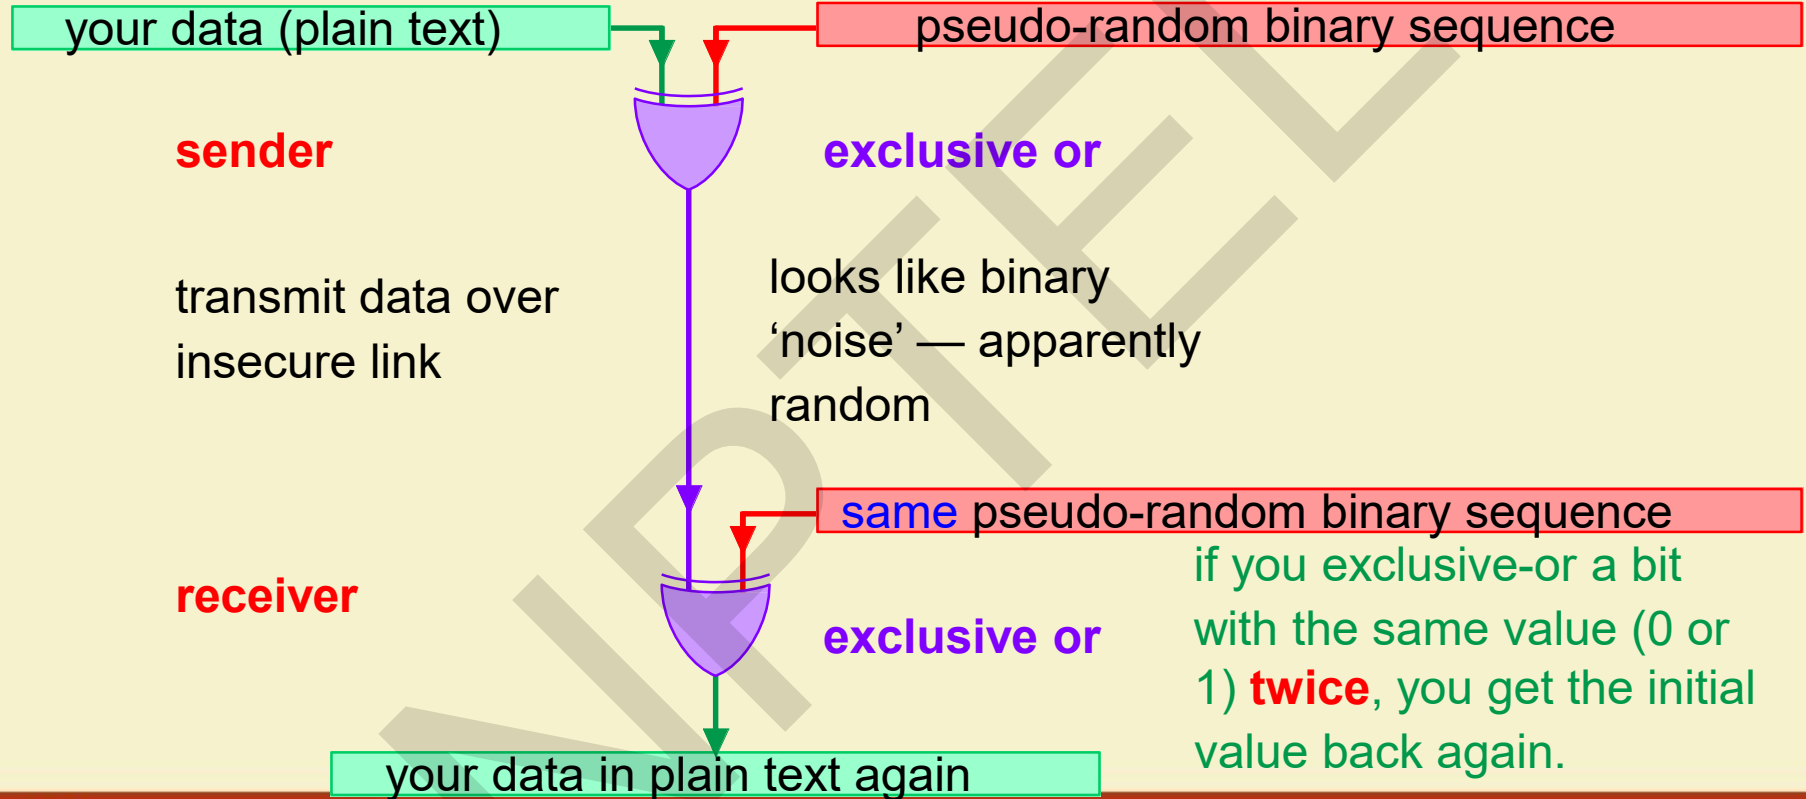 your data (plain text)
pseudo-random binary sequence
sender
exclusive or
transmit data over
insecure link
looks like binary
‘noise’ — apparently
random
same pseudo-random binary sequence
receiver
exclusive or
if you exclusive-or a bit
with the same value (0 or
1) twice, you get the initial
value back again.
your data in plain text again
NPTEL